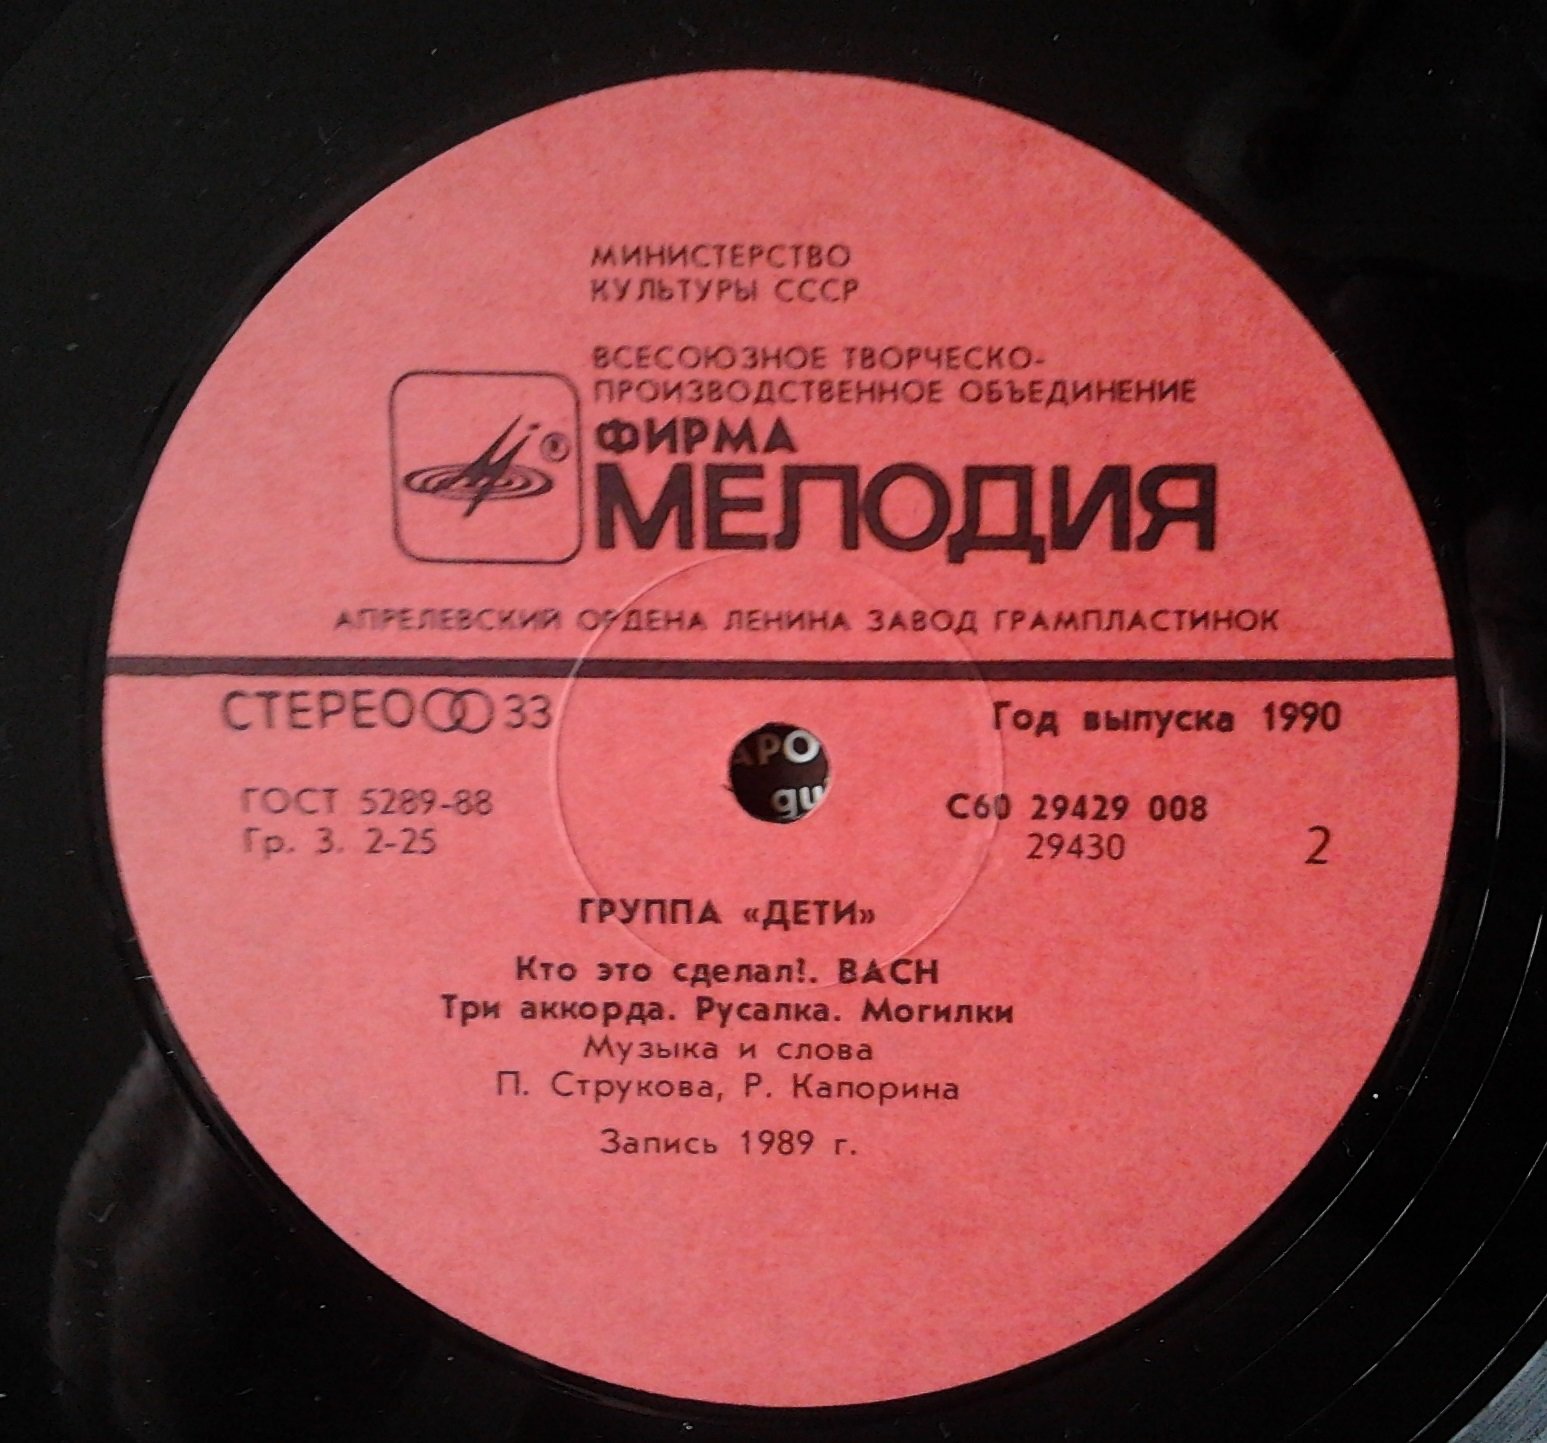 МИНИСТЕРСТВО
КУЛЬТУРЫ СССР
ВСЕСОЮЗНОЕ ТВОРЧЕСКО-
ПРОИЗВОДСТВЕННОЕ ОБЪЕДИНЕНИЕ
ФИРМА
®
МЕЛОДИЯ
АПРЕЛЕВСКИЙ ОРДЕНА ЛЕНИНА ЗАВОД ГРАМПЛАСТИНОК
СТЕРЕО 33
Год выпуска 1990
ГОСТ 5289-88
Гр. 3. 2-25
С60 29429 008
29430
2
ГРУППА «ДЕТИ»
Кто это сделал!. BACH
Три аккорда. Русалка. Могилки
Музыка и слова
П. Струкова, Р. Капорина
Запись 1989 г.